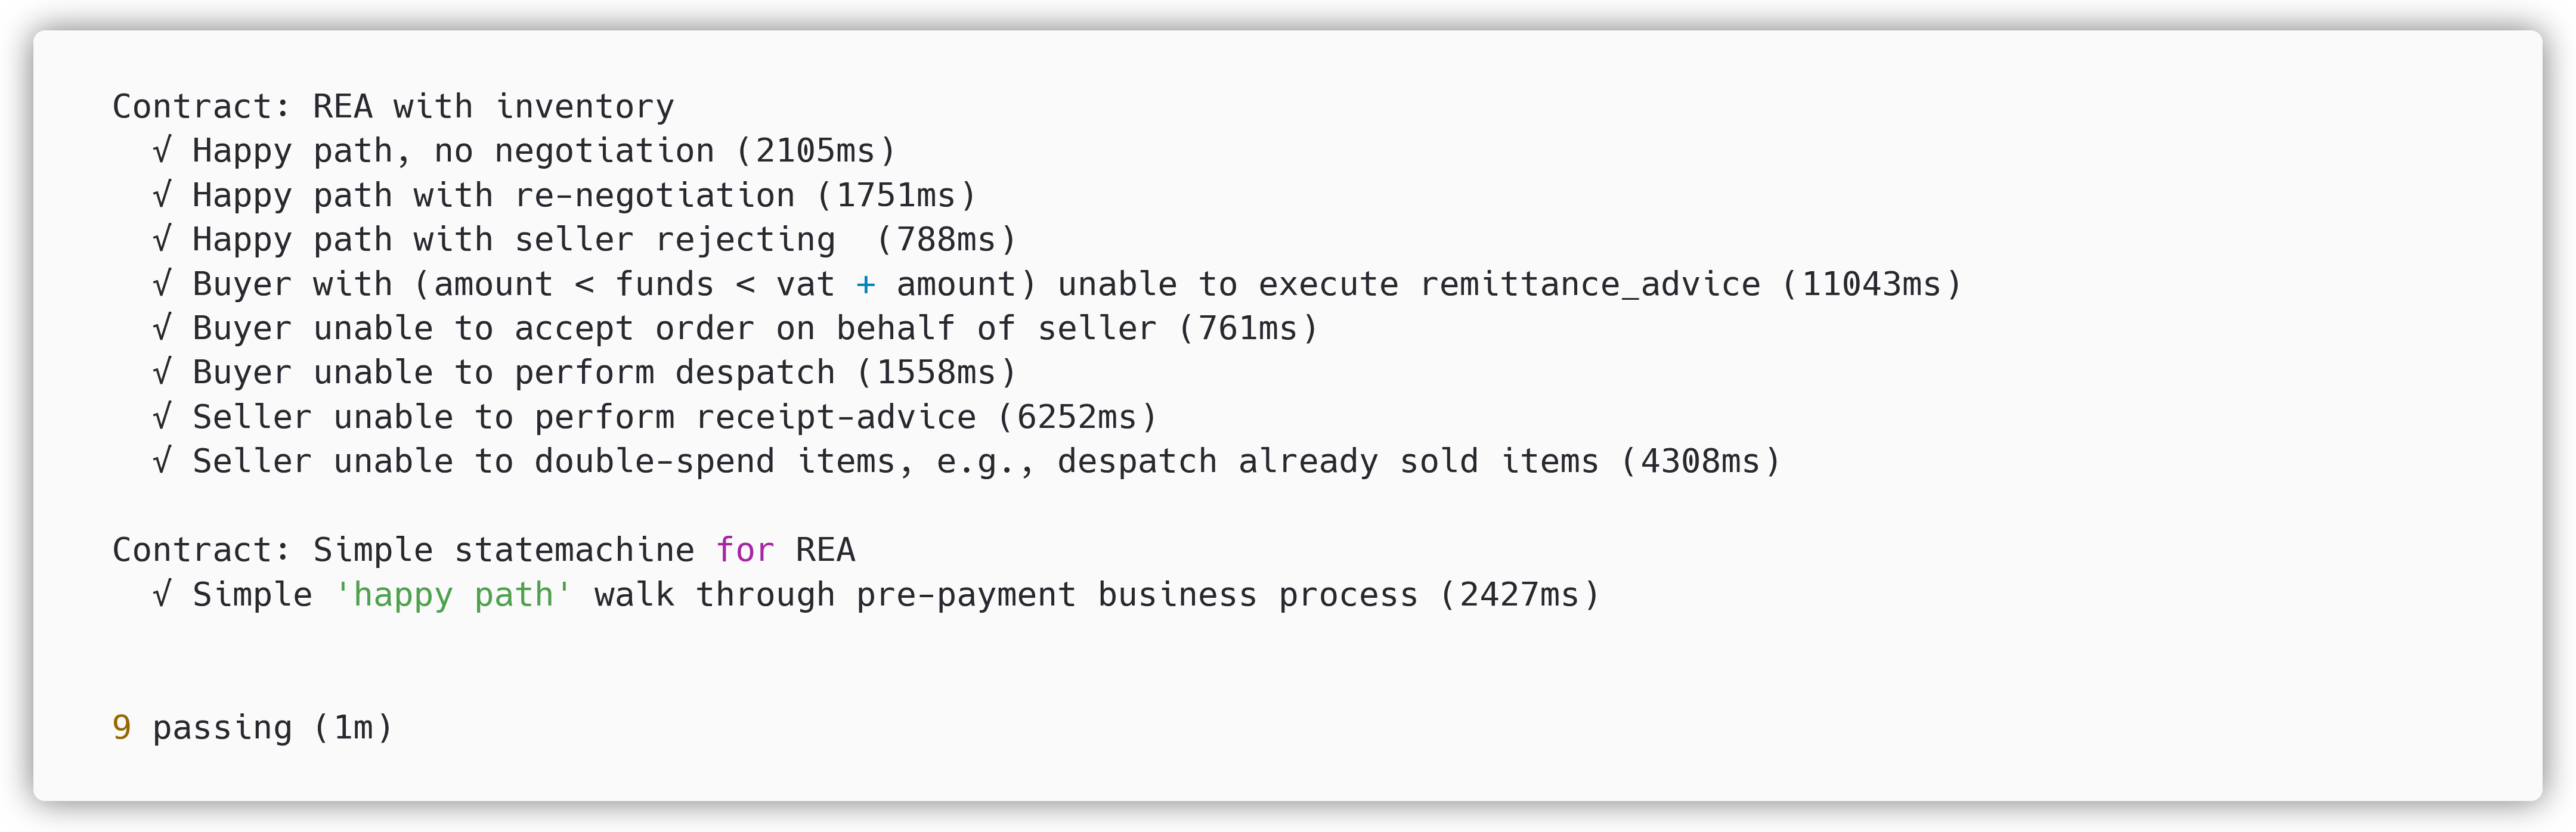 Contract: REA with inventory
√ Happy path, no negotiation (2105ms)
√ Happy path with re-negotiation (1751ms)
√ Happy path with seller rejecting  (788ms)
√ Buyer with (amount < funds < vat + amount) unable to execute remittance_advice (11043ms)
√ Buyer unable to accept order on behalf of seller (761ms)
√ Buyer unable to perform despatch (1558ms)
√ Seller unable to perform receipt-advice (6252ms)
√ Seller unable to double-spend items, e.g., despatch already sold items (4308ms)
Contract: Simple statemachine for REA
√ Simple 'happy path' walk through pre-payment business process (2427ms)
9 passing (1m)